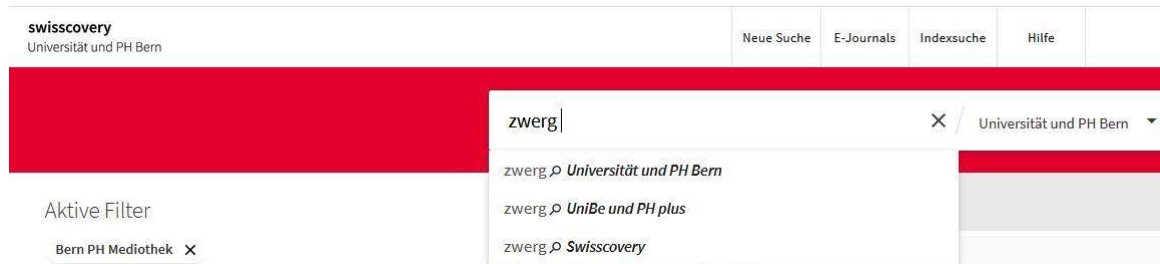 swisscovery
Universität und PH Bern
Neue Suche E-Journals Indexsuche Hilfe
zwerg Universität und PH Bern
zwerg Universität und PH Bern
zwerg UniBe und PH plus
zwerg Swisscovery
Aktive Filter
Bern PH Mediothek